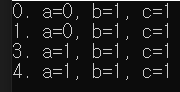 0. a=0, b=1, c=1
1. a=0, b=1, c=1
3. a=1, b=1, c=1
4. a=1, b=1, c=1